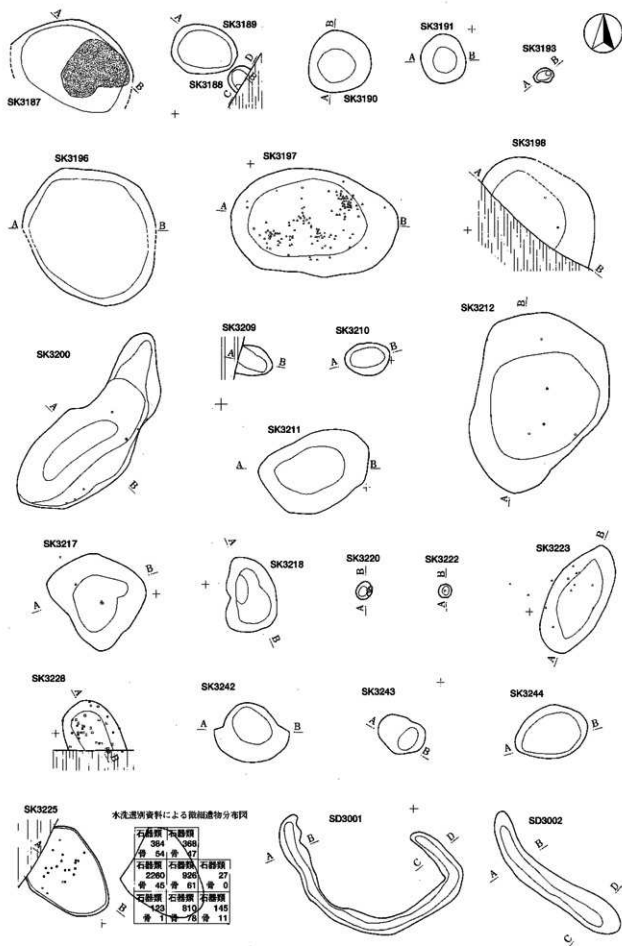 A
SK3187
B
A
SK3189
SK3188
C
D
B
B
A
SK3190
SK3191
A
B
SK3193
A
B
SK3196
A
B
SK3197
A
B
SK3198
A
B
SK3200
A
B
SK3209
A
B
SK3210
A
B
SK3211
A
B
SK3212
B
A
SK3217
A
B
SK3218
A
B
SK3220
B
A
SK3222
B
A
SK3223
B
A
SK3228
A
B
SK3242
A
B
SK3243
A
B
SK3244
A
B
SK3225
A
B
水洗選別資料による微細遺物分布図
石器類 石器類
384 368
骨 54 骨 47
石器類 石器類 石器類
2260 926 27
骨 45 骨 61 骨 0
石器類 石器類 石器類
123 810 145
骨 1 骨 78 骨 11
SD3001
A
B
C
D
SD3002
A
B
C
D